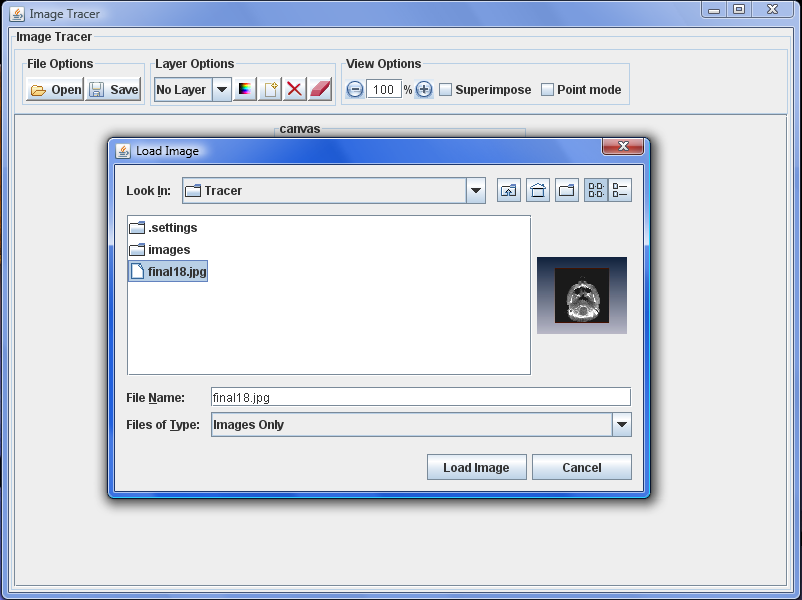 Image Tracer
Image Tracer
File Options
Layer Options
View Options
Open
Save
No Layer
100 %
Superimpose
Point mode
canvas
Load Image
Look In:
Tracer
.settings
images
final18.jpg
File Name:
final18.jpg
Files of Type:
Images Only
Load Image
Cancel